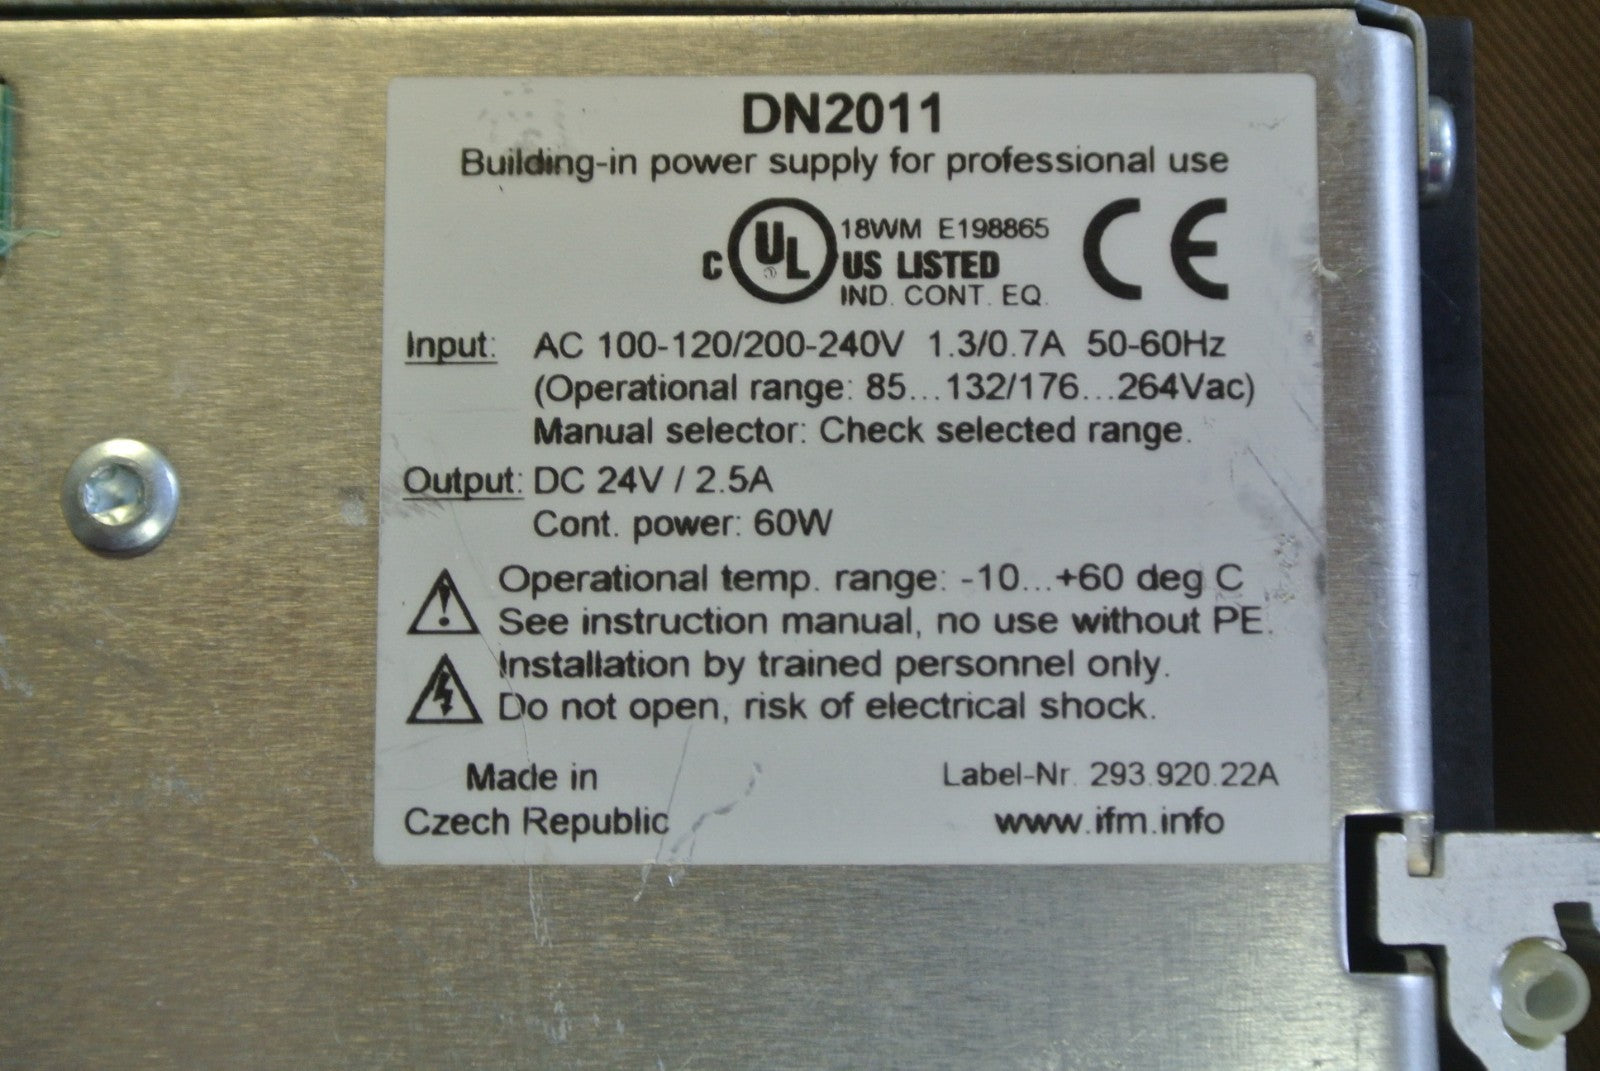 DN2011
Building-in power supply for professional use
C UL 18WM E198865
US LISTED
IND. CONT. EQ.
CE
Input: AC 100-120/200-240V 1.3/0.7A 50-60Hz
(Operational range: 85...132/176...264Vac)
Manual selector: Check selected range.
Output: DC 24V / 2.5A
Cont. power: 60W
Operational temp. range: -10...+60 deg C
See instruction manual, no use without PE.
Installation by trained personnel only.
Do not open, risk of electrical shock.
Made in
Czech Republic
Label-Nr. 293.920.22A
www.ifm.info